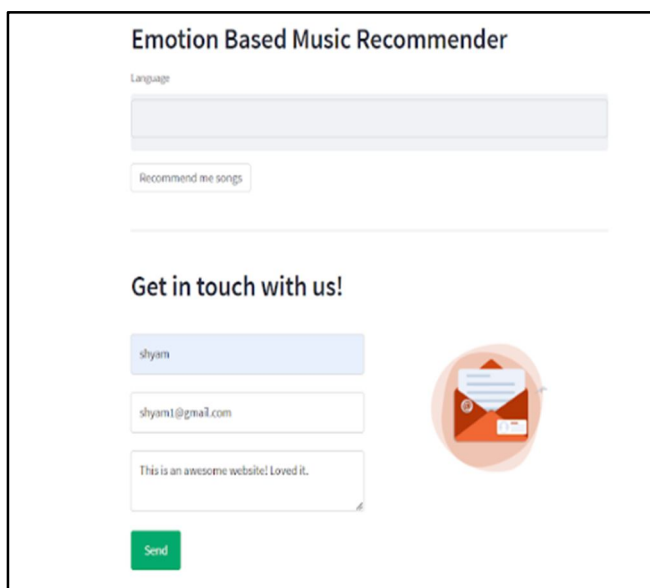 Emotion Based Music Recommender
Language
Recommend me songs
Get in touch with us!
shyam
shyam1@gmail.com
This is an awesome website! Loved it.
Send